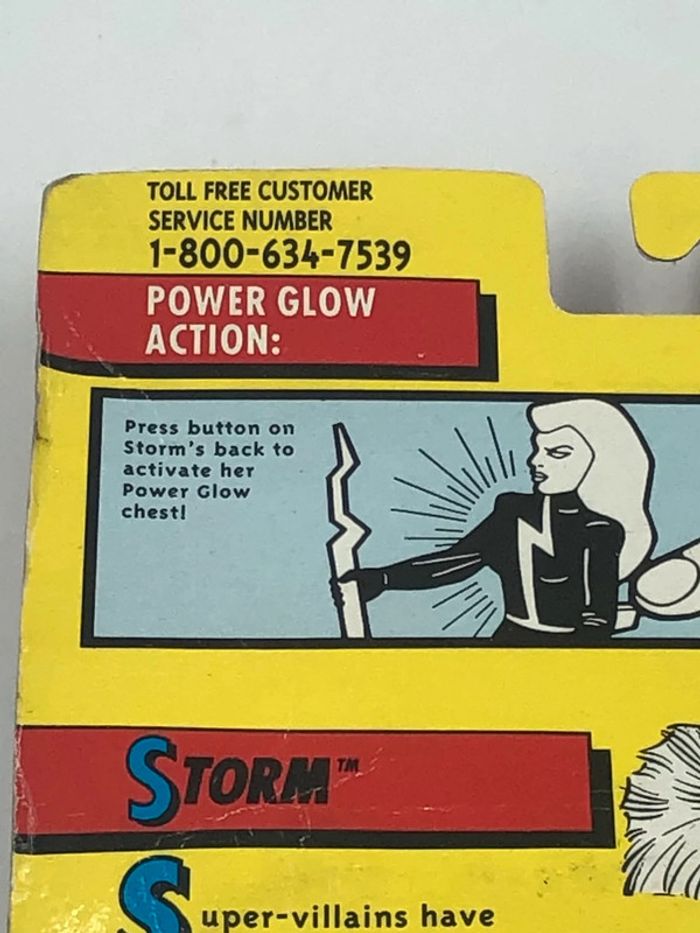 TOLL FREE CUSTOMER
SERVICE NUMBER
1-800-634-7539
POWER GLOW
ACTION:
Press button on
Storm's back to
activate her
Power Glow
chest!
STORM™
Super-villains have